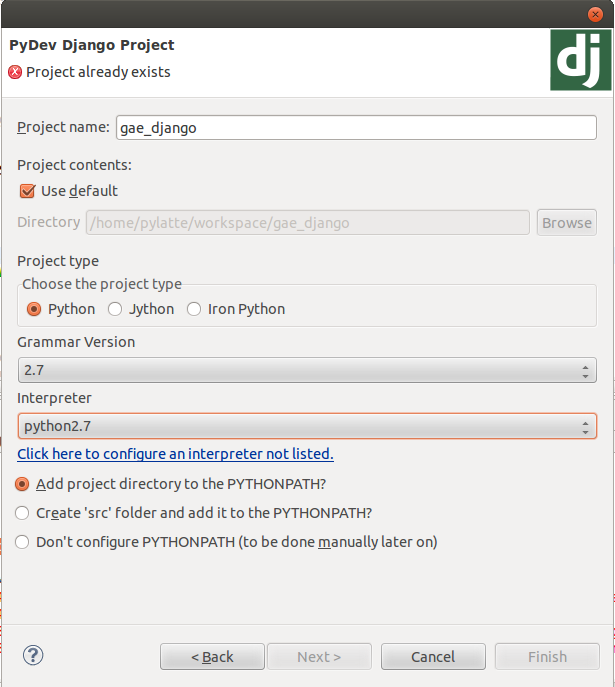 PyDev Django Project
Project already exists
dj
Project name: gae_django
Project contents:
Use default
Directory /home/pylatte/workspace/gae_django Browse
Project type
Choose the project type
Python Jython Iron Python
Grammar Version
2.7
Interpreter
python2.7
Click here to configure an interpreter not listed.
Add project directory to the PYTHONPATH?
Create 'src' folder and add it to the PYTHONPATH?
Don't configure PYTHONPATH (to be done manually later on)
? < Back Next > Cancel Finish